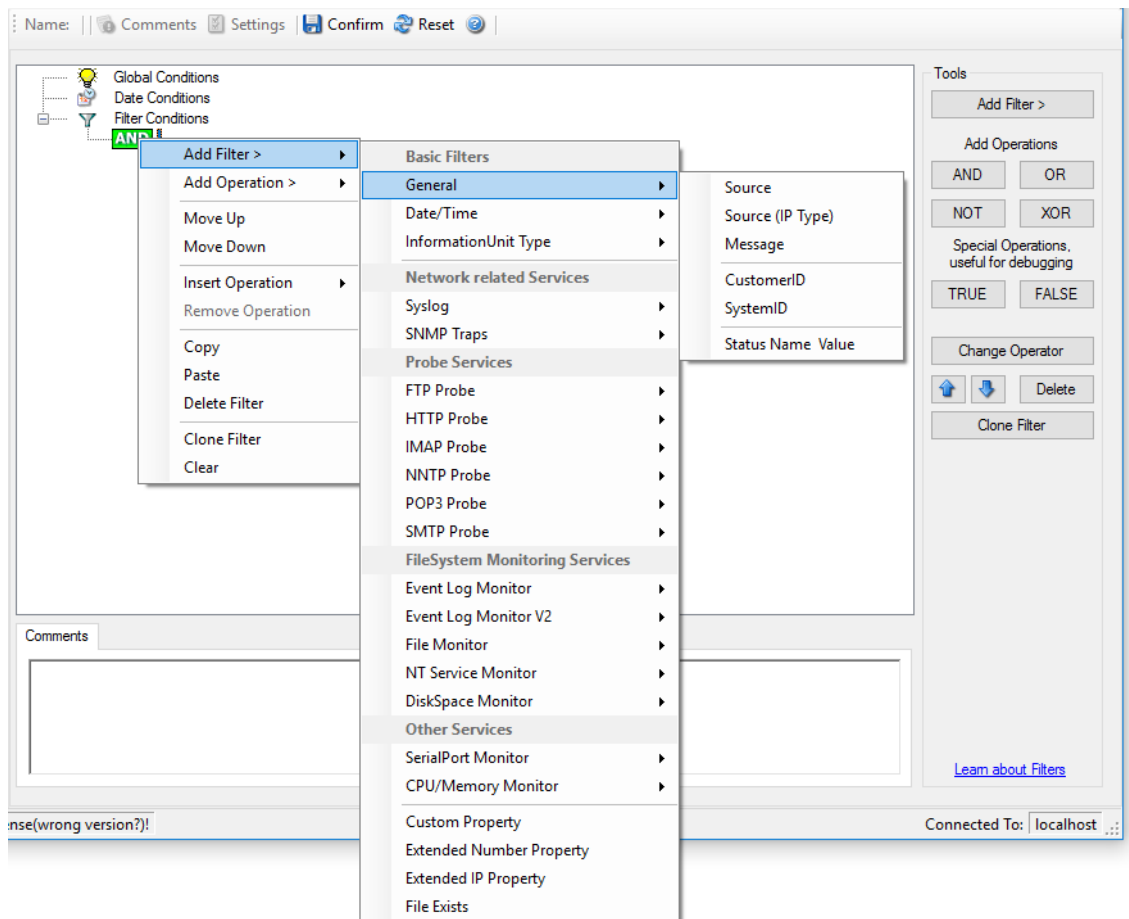 Name: Comments Settings Confirm Reset
Global Conditions
Date Conditions
Filter Conditions
AND
Add Filter >
Add Operation >
Move Up
Move Down
Insert Operation
Remove Operation
Copy
Paste
Delete Filter
Clone Filter
Clear
Basic Filters
General
Date/Time
InformationUnit Type
Network related Services
Syslog
SNMP Traps
Probe Services
FTP Probe
HTTP Probe
IMAP Probe
NNTP Probe
POP3 Probe
SMTP Probe
FileSystem Monitoring Services
Event Log Monitor
Event Log Monitor V2
File Monitor
NT Service Monitor
DiskSpace Monitor
Other Services
SerialPort Monitor
CPU/Memory Monitor
Custom Property
Extended Number Property
Extended IP Property
File Exists
Source
Source (IP Type)
Message
CustomerID
SystemID
Status Name Value
Tools
Add Filter >
Add Operations
AND OR
NOT XOR
Special Operations,
useful for debugging
TRUE FALSE
Change Operator
Delete
Clone Filter
Learn about Filters
Comments
ense(wrong version?)!
Connected To: localhost